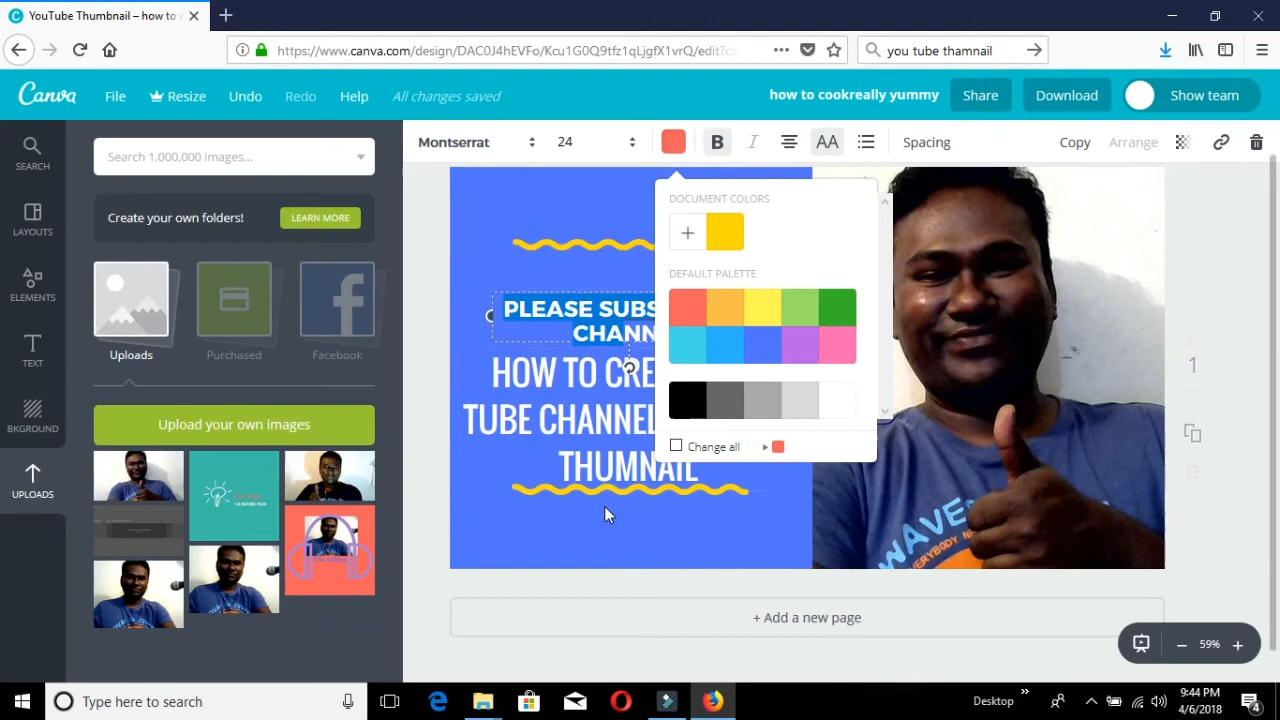 YouTube Thumbnail – how to c
https://www.canva.com/design/DAC0J4hEVFo/Kcu1G0Q9tfz1qLjgfX1vrQ/edit?ca
you tube thamnail
Canva
File
Resize
Undo
Redo
Help
All changes saved
how to cookreally yummy
Share
Download
Show team
SEARCH
LAYOUTS
ELEMENTS
TEXT
BKGROUND
UPLOADS
Search 1,000,000 images...
Create your own folders!
LEARN MORE
Uploads
Purchased
Facebook
Upload your own images
Montserrat
24
B
I
AA
Spacing
Copy
Arrange
DOCUMENT COLORS
DEFAULT PALETTE
Change all
PLEASE SUBS
CHANN
HOW TO CRE
TUBE CHANNEL
THUMNAIL
WAVES
EVERYBODY
1
+ Add a new page
59%
Type here to search
Desktop
9:44 PM
4/6/2018
4